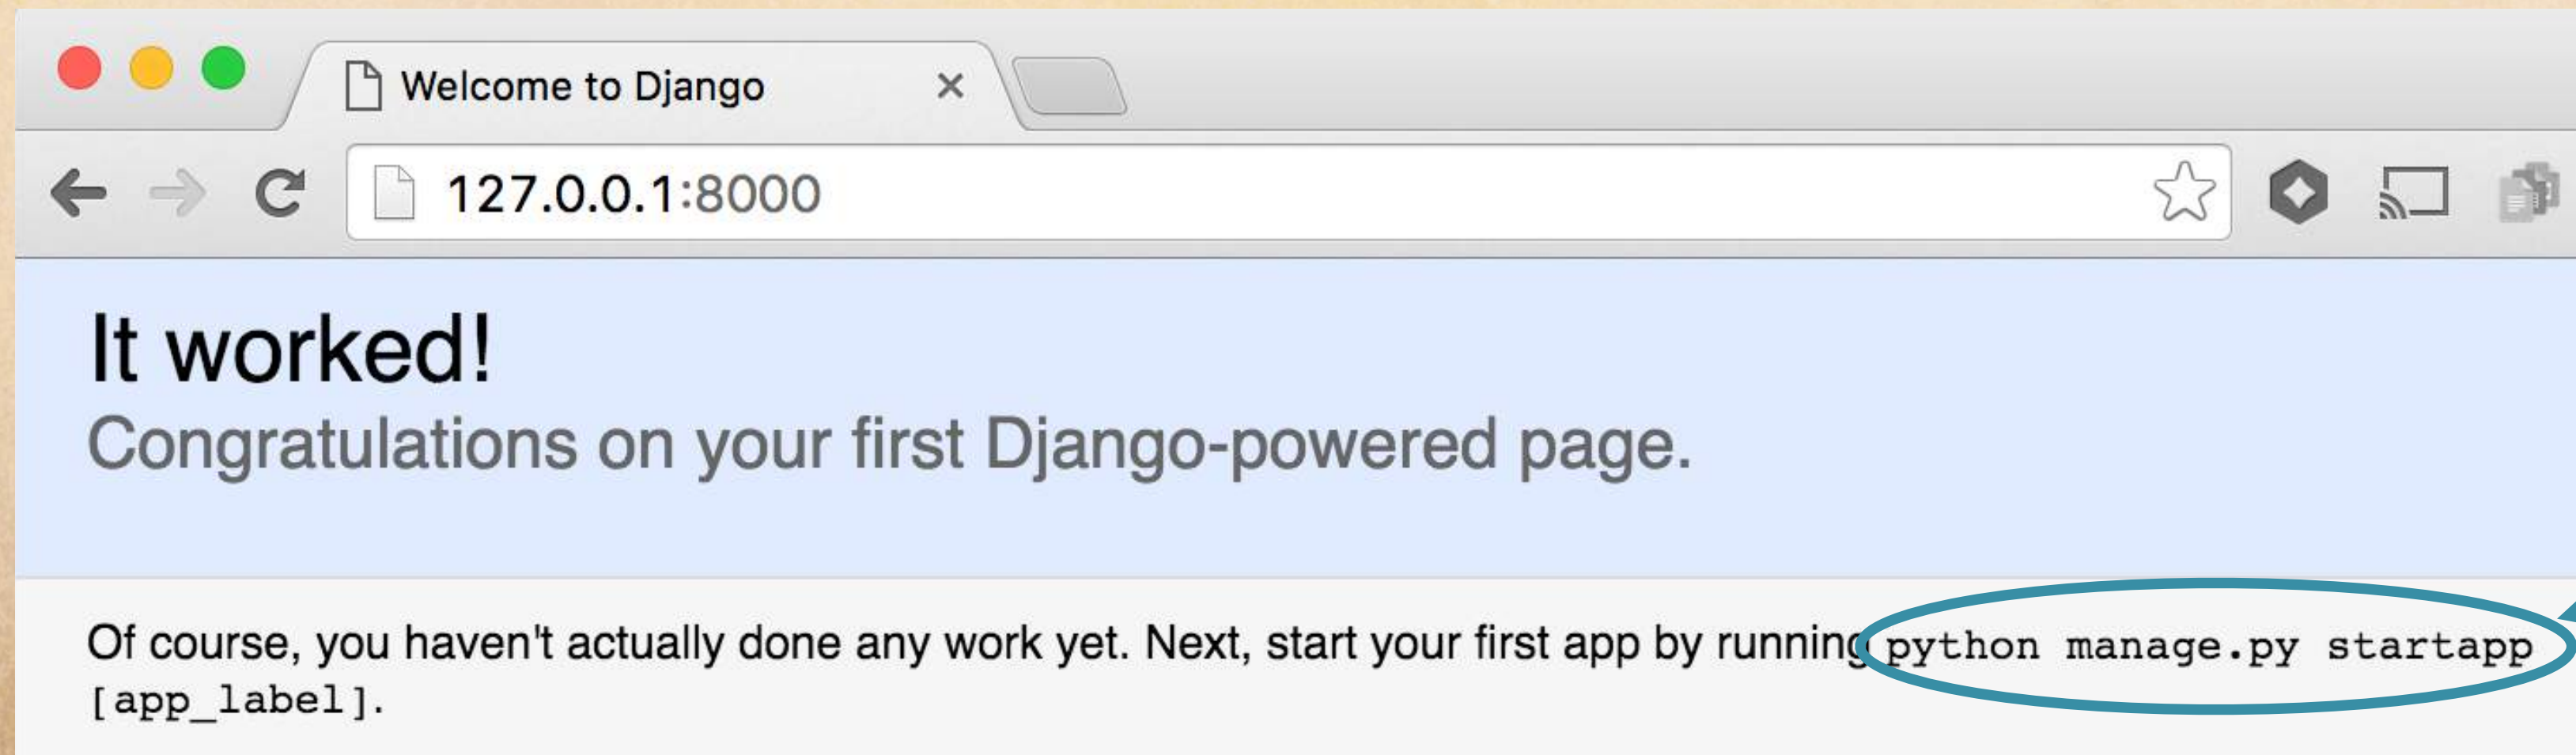 Welcome to Django
127.0.0.1:8000
It worked!
Congratulations on your first Django-powered page.
Of course, you haven't actually done any work yet. Next, start your first app by running python manage.py startapp
[app_label].